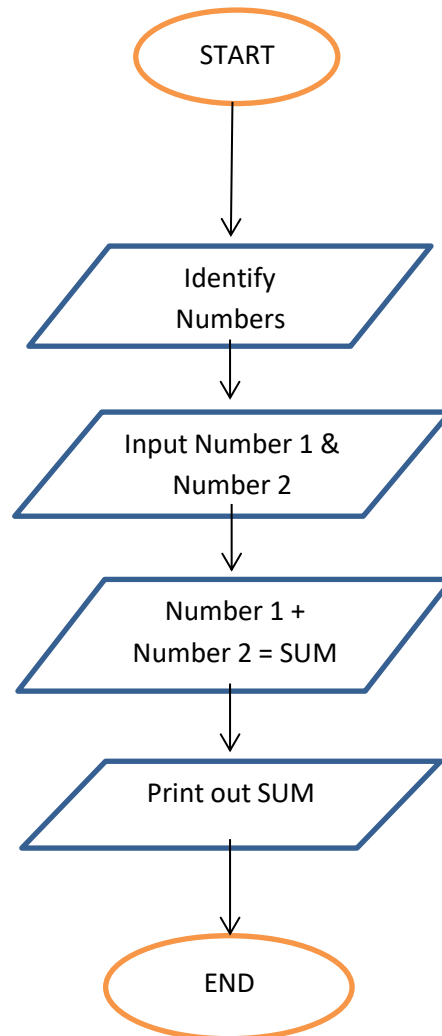 START
Identify
Numbers
Input Number 1 &
Number 2
Number 1 +
Number 2 = SUM
Print out SUM
END